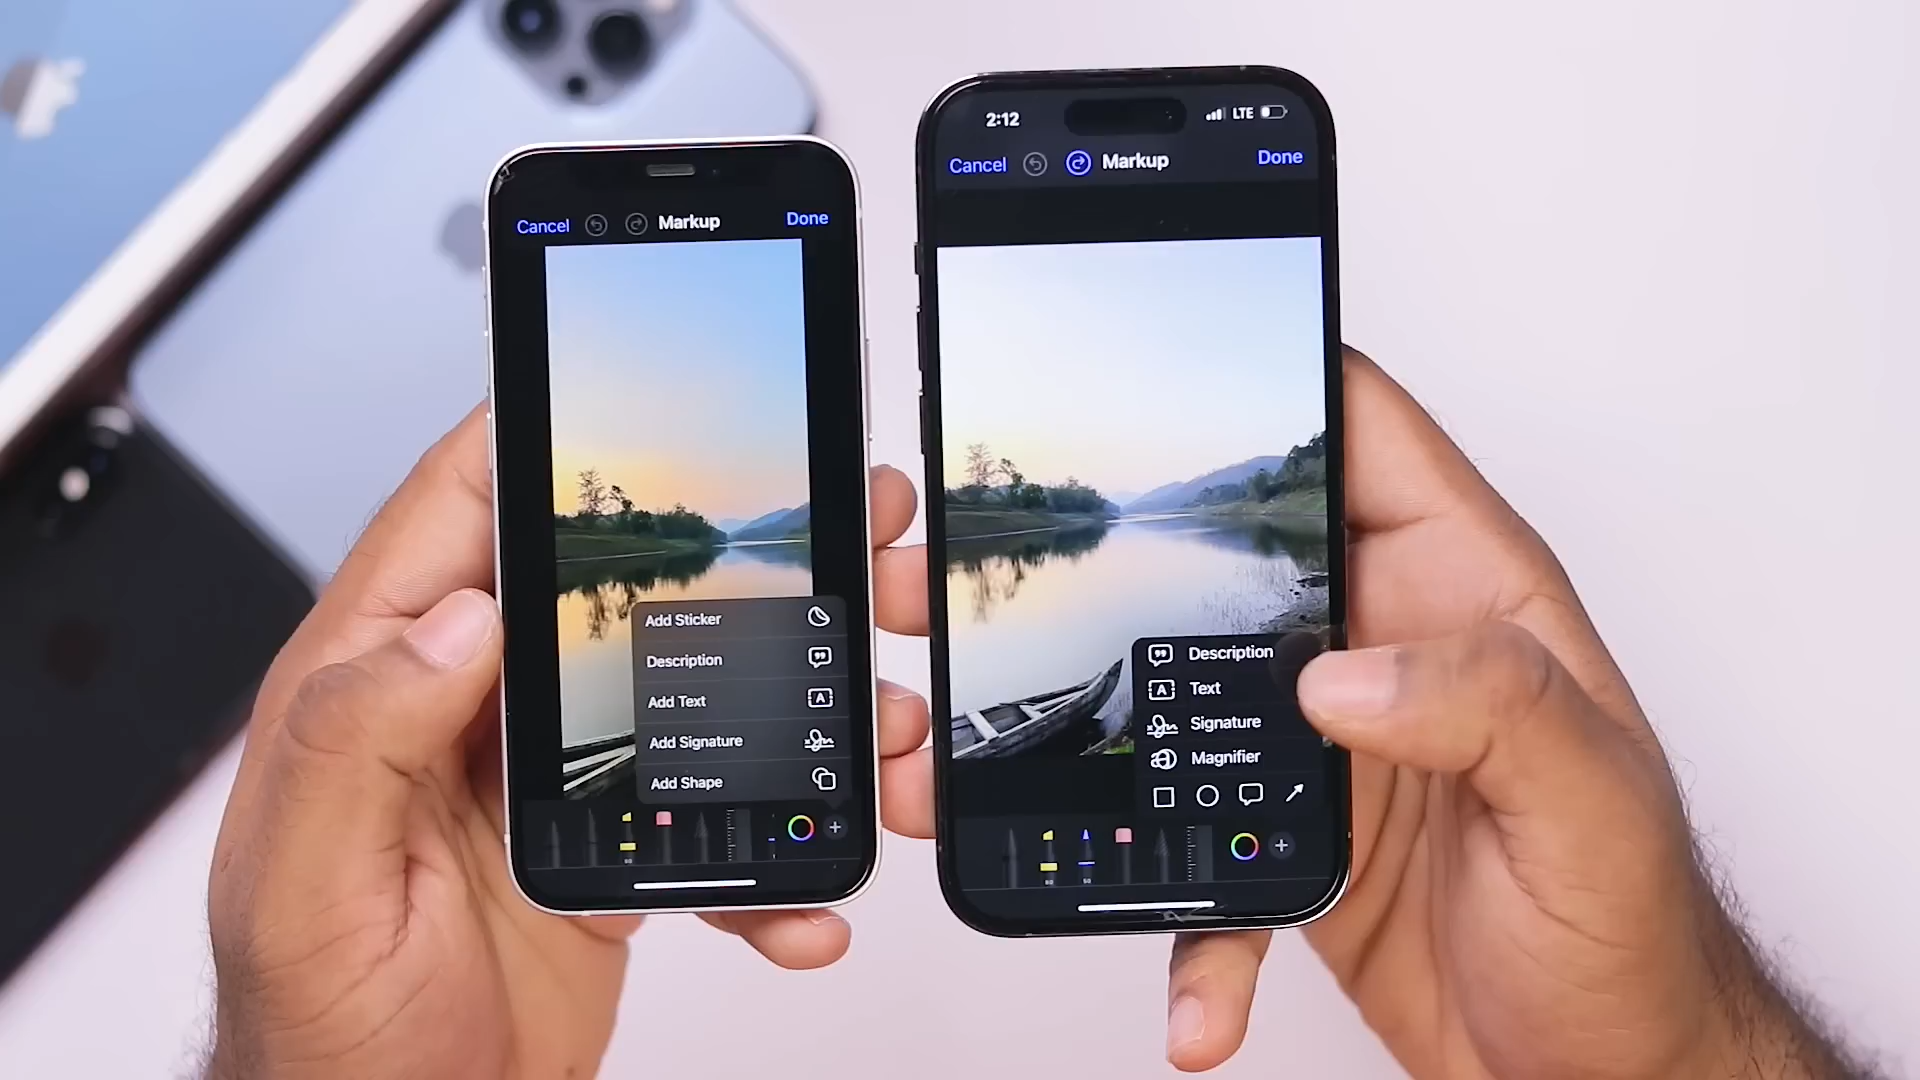 Cancel Markup Done
Add Sticker
Description
Add Text
Add Signature
Add Shape
2:12 LTE
Cancel Markup Done
Description
Text
Signature
Magnifier